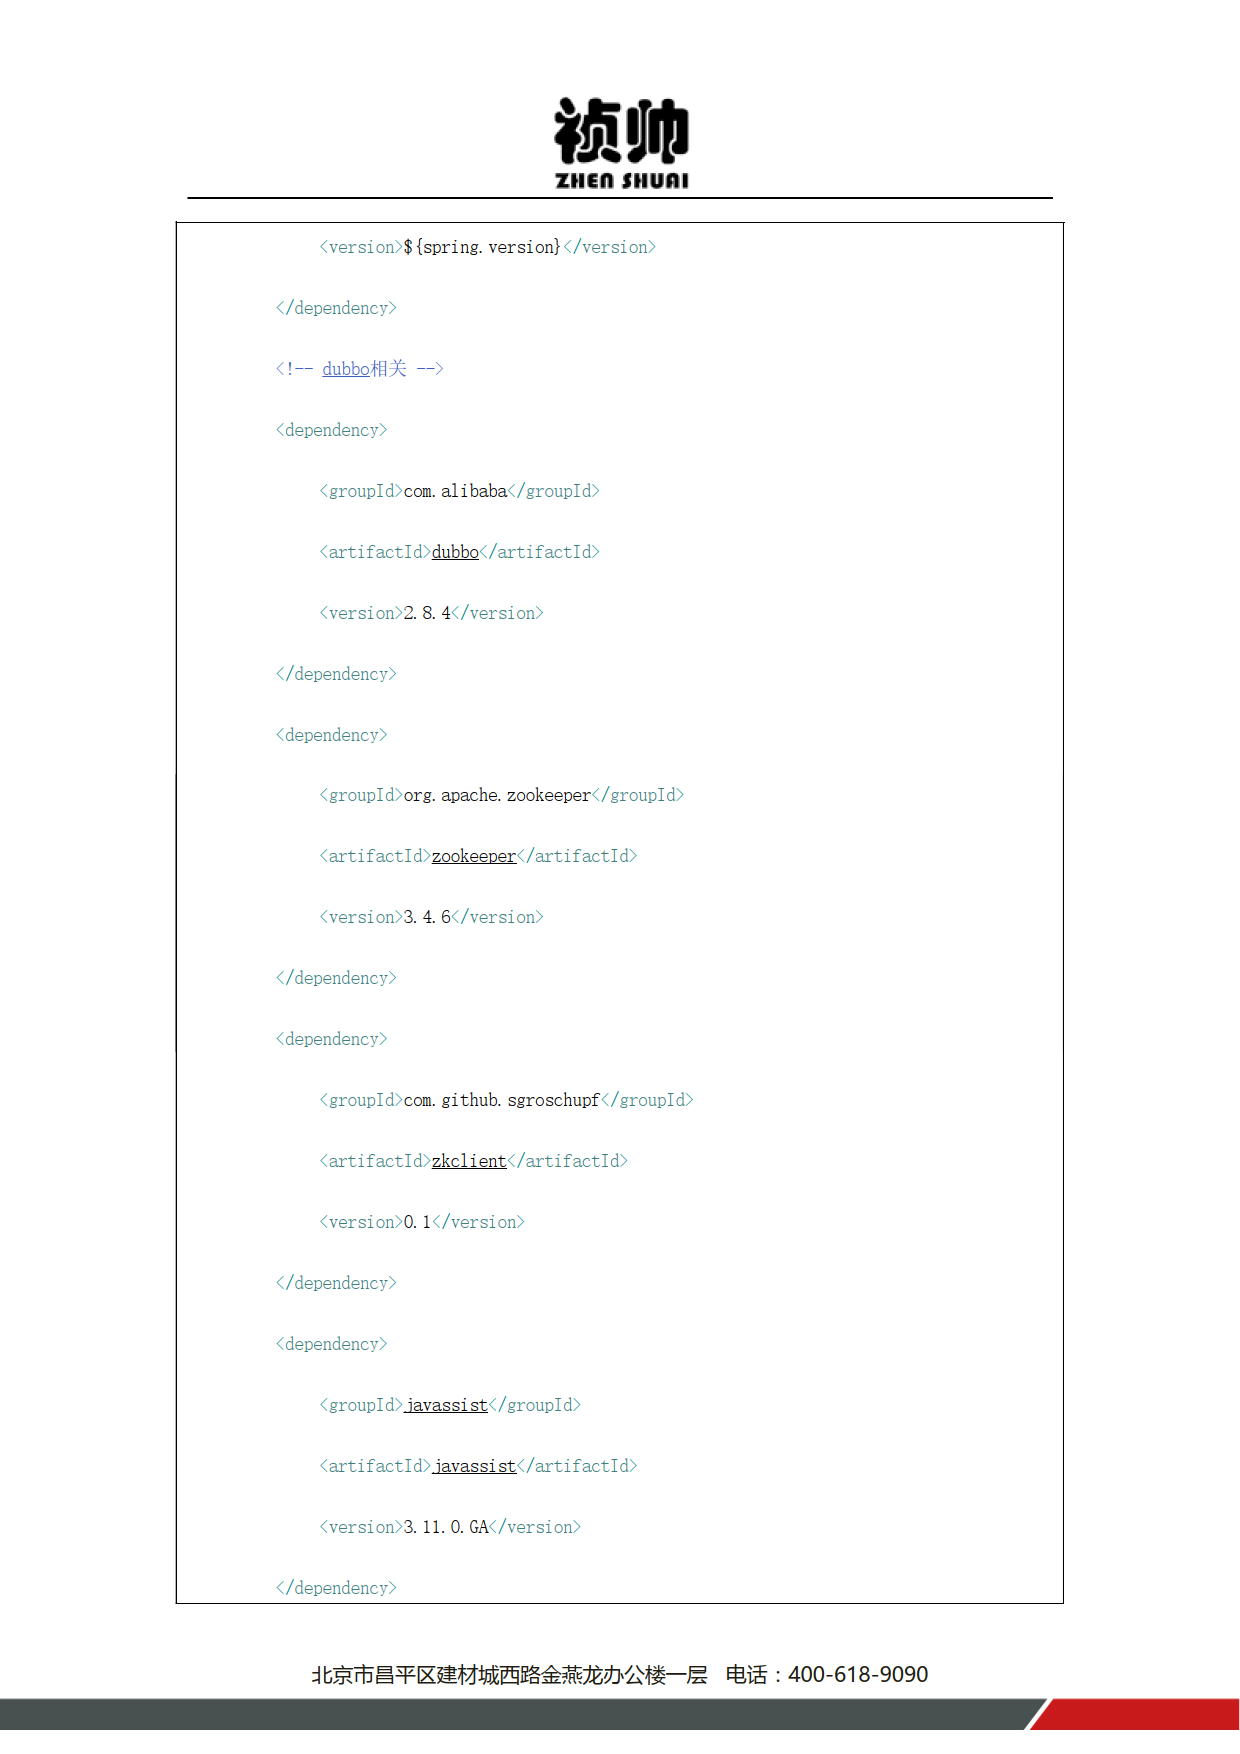 祯帅
ZHEN SHUAI
<version>${spring.version}</version>
</dependency>
<!-- dubbo相关 -->
<dependency>
<groupId>com.alibaba</groupId>
<artifactId>dubbo</artifactId>
<version>2.8.4</version>
</dependency>
<dependency>
<groupId>org.apache.zookeeper</groupId>
<artifactId>zookeeper</artifactId>
<version>3.4.6</version>
</dependency>
<dependency>
<groupId>com.github.sgroschupf</groupId>
<artifactId>zkclient</artifactId>
<version>0.1</version>
</dependency>
<dependency>
<groupId>javassist</groupId>
<artifactId>javassist</artifactId>
<version>3.11.0.GA</version>
</dependency>
北京市昌平区建材城西路金燕龙办公楼一层 电话：400-618-9090